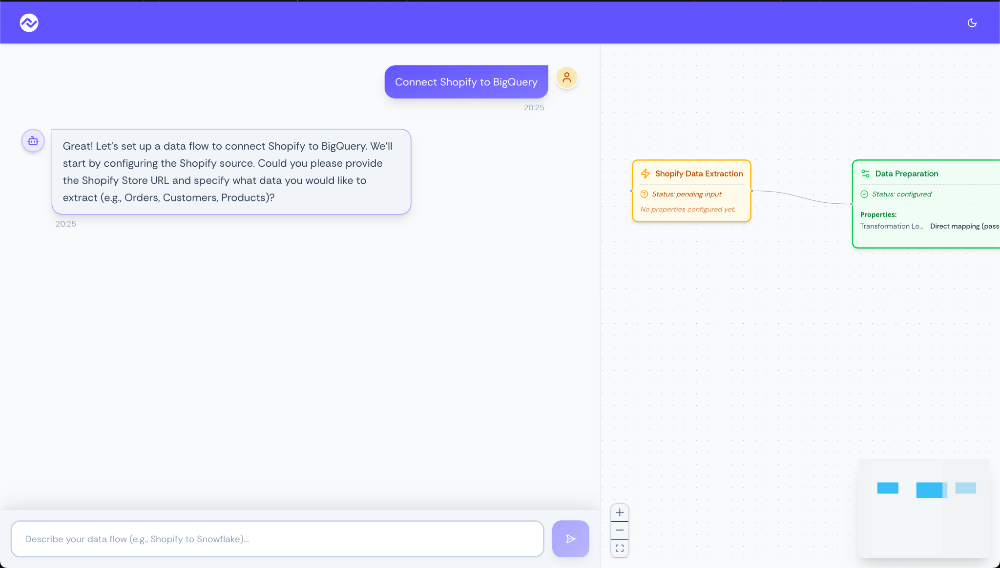 Connect Shopify to BigQuery
20:25
Great! Let's set up a data flow to connect Shopify to BigQuery. We'll
start by configuring the Shopify source. Could you please provide
the Shopify Store URL and specify what data you would like to
extract (e.g., Orders, Customers, Products)?
20:25
Describe your data flow (e.g., Shopify to Snowflake)...
Shopify Data Extraction
Status: pending input
No properties configured yet.
Data Preparation
Status: configured
Properties:
Transformation Lo... Direct mapping (pass-